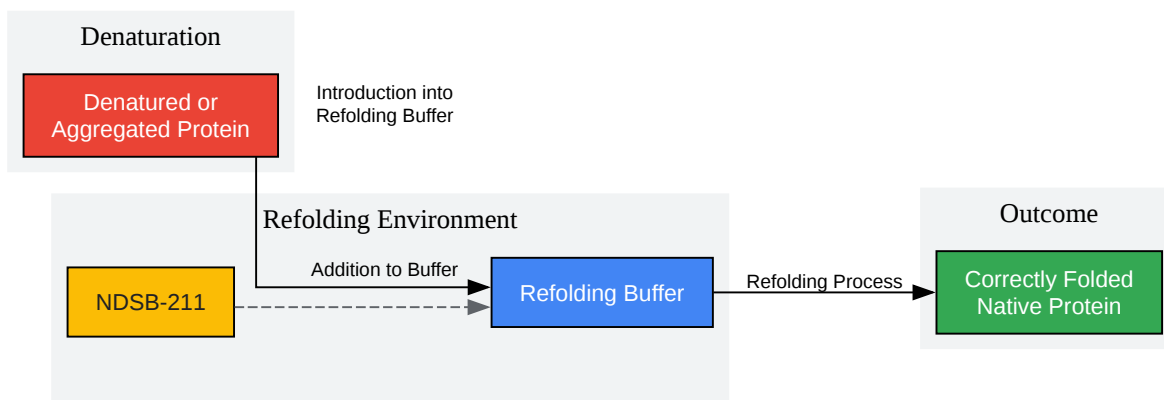 Denaturation
Denatured or
Aggregated Protein
Introduction into
Refolding Buffer
Refolding Environment
Addition to Buffer
NDSB-211
Refolding Buffer
Refolding Process
Outcome
Correctly Folded
Native Protein